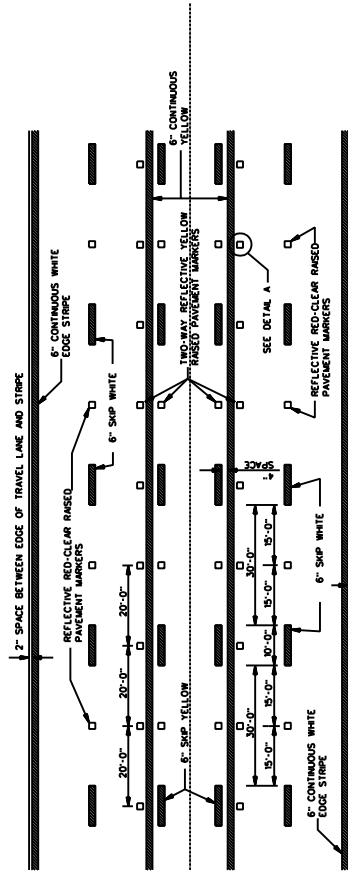 2" SPACE BETWEEN EDGE OF TRAVEL LANE AND STRIPE
6" CONTINUOUS WHITE
EDGE STRIPE
REFLECTIVE RED-CLEAR RAISED
PAVEMENT MARKERS
6" SKIP WHITE
20'-0"
20'-0"
20'-0"
6" SKIP YELLOW
TWO-WAY REFLECTIVE YELLOW
RAISED PAVEMENT MARKERS
6" CONTINUOUS
YELLOW
4"
SPACE
SEE DETAIL A
30'-0"
30'-0"
15'-0"
15'-0"
10'-0"
15'-0"
15'-0"
6" SKIP WHITE
REFLECTIVE RED-CLEAR RAISED
PAVEMENT MARKERS
6" CONTINUOUS WHITE
EDGE STRIPE